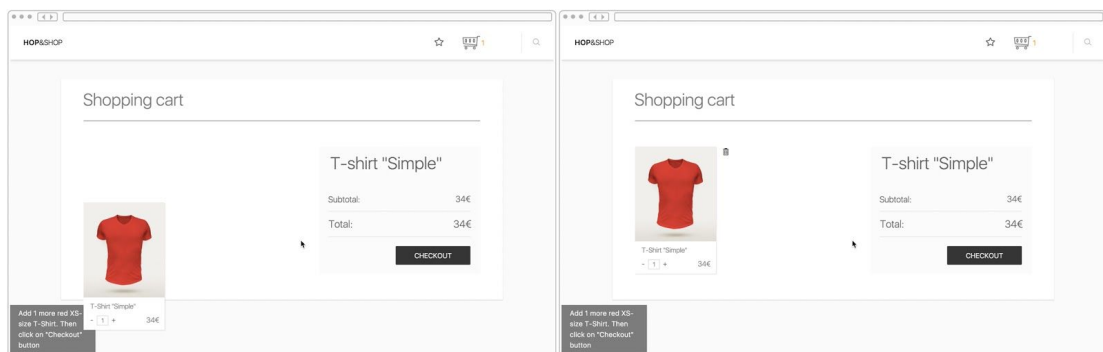 HOP&SHOP
1
Shopping cart
T-shirt "Simple"
Subtotal: 34€
Total: 34€
CHECKOUT
T-Shirt "Simple"
- 1 + 34€
Add 1 more red XS-
size T-Shirt. Then
click on "Checkout"
button
HOP&SHOP
1
Shopping cart
T-shirt "Simple"
Subtotal: 34€
Total: 34€
CHECKOUT
T-Shirt "Simple"
- 1 + 34€
Add 1 more red XS-
size T-Shirt. Then
click on "Checkout"
button